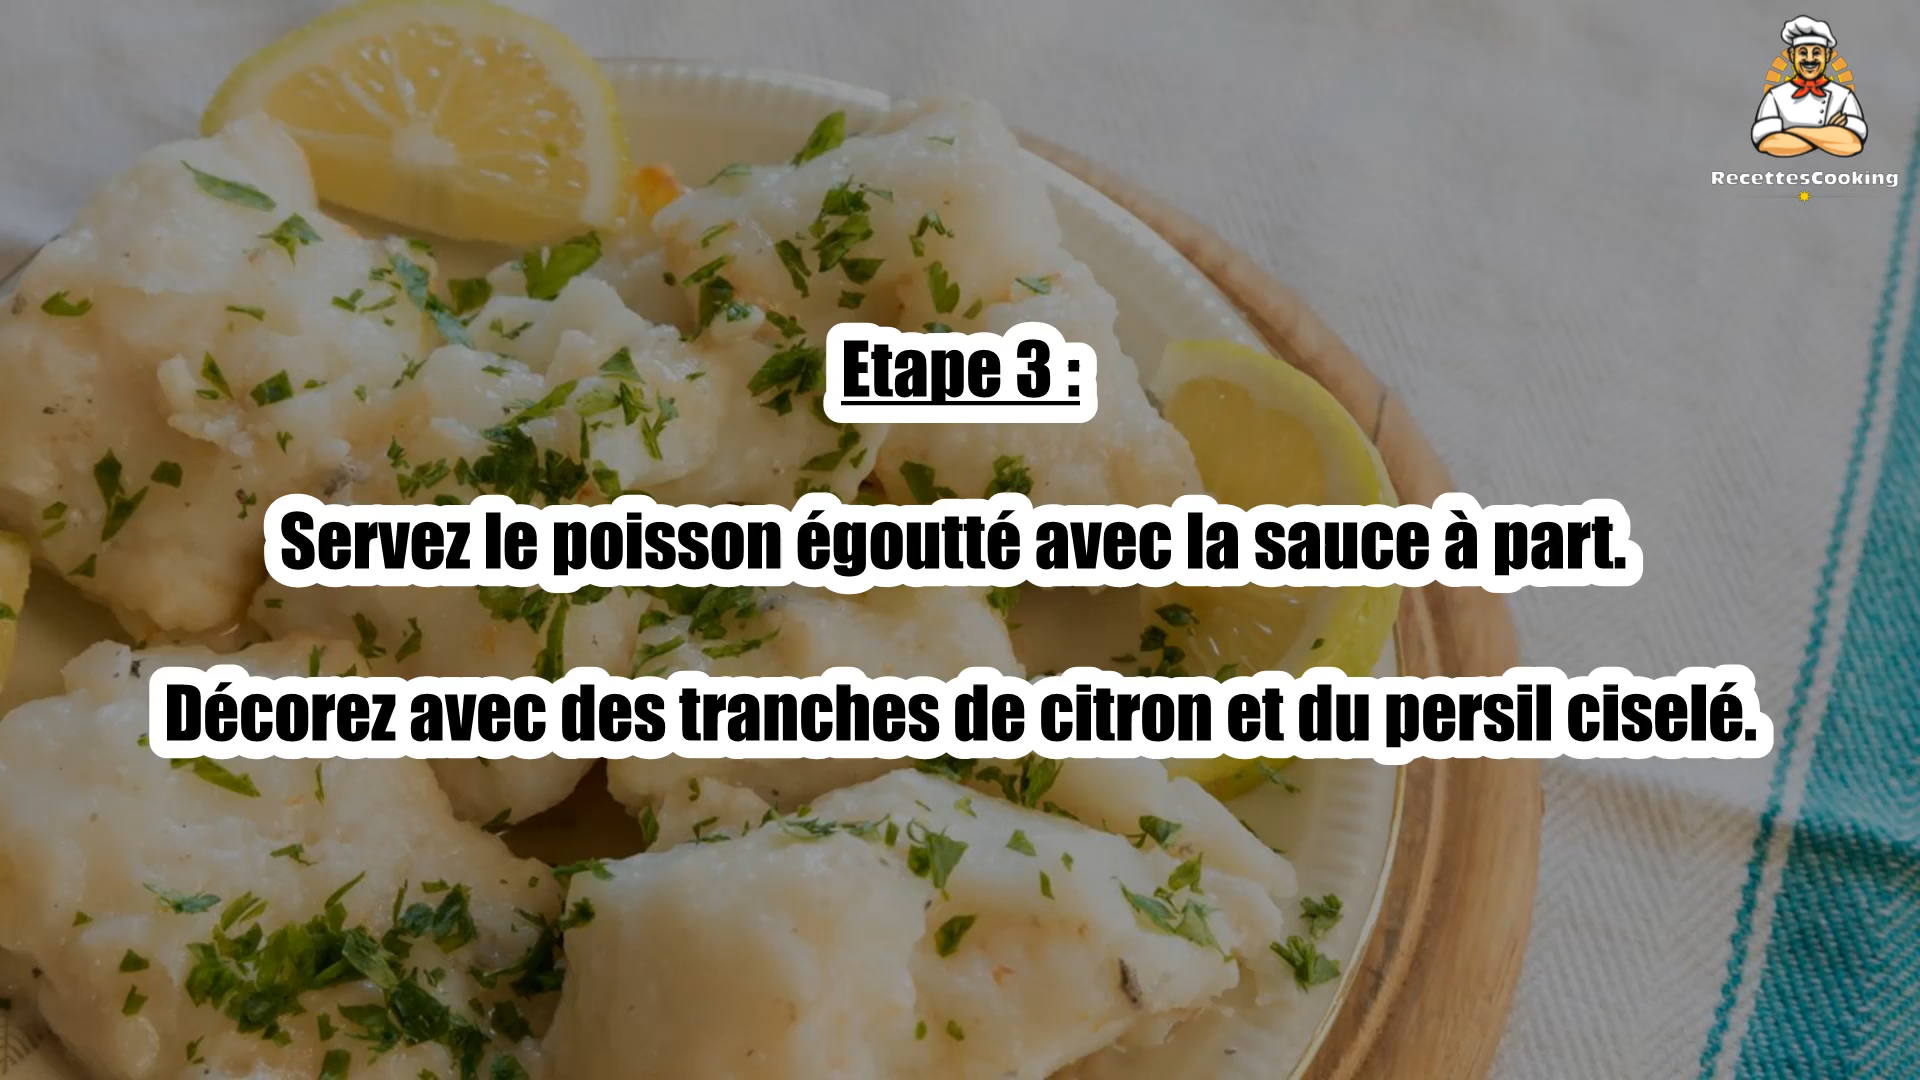 RecettesCooking
Etape 3 :
Servez le poisson égoutté avec la sauce à part.
Décorez avec des tranches de citron et du persil ciselé.